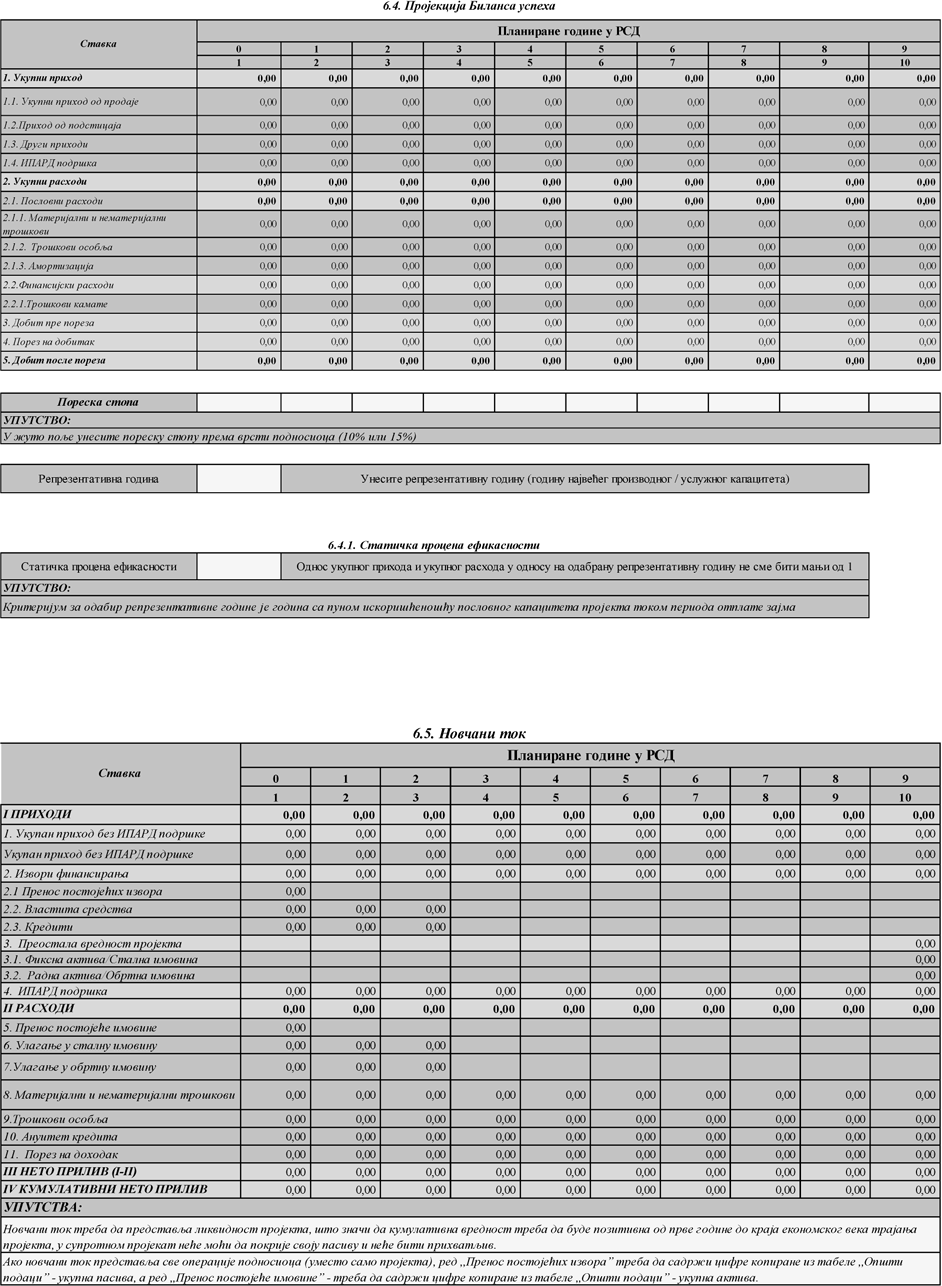 6.4. Пројекција Биланса успеха
Ставка
Планиране године у РСД
0 1 2 3 4 5 6 7 8 9
1 2 3 4 5 6 7 8 9 10
1. Укупни приход 0,00 0,00 0,00 0,00 0,00 0,00 0,00 0,00 0,00 0,00
1.1. Укупни приход од продаје 0,00 0,00 0,00 0,00 0,00 0,00 0,00 0,00 0,00 0,00
1.2.Приход од подстицаја 0,00 0,00 0,00 0,00 0,00 0,00 0,00 0,00 0,00 0,00
1.3. Други приходи 0,00 0,00 0,00 0,00 0,00 0,00 0,00 0,00 0,00 0,00
1.4. ИПАРД подршка 0,00 0,00 0,00 0,00 0,00 0,00 0,00 0,00 0,00 0,00
2. Укупни расходи 0,00 0,00 0,00 0,00 0,00 0,00 0,00 0,00 0,00 0,00
2.1. Пословни расходи 0,00 0,00 0,00 0,00 0,00 0,00 0,00 0,00 0,00 0,00
2.1.1. Материјални и нематеријални
трошкови 0,00 0,00 0,00 0,00 0,00 0,00 0,00 0,00 0,00 0,00
2.1.2. Трошкови особља 0,00 0,00 0,00 0,00 0,00 0,00 0,00 0,00 0,00 0,00
2.1.3. Амортизација 0,00 0,00 0,00 0,00 0,00 0,00 0,00 0,00 0,00 0,00
2.2.Финансијски расходи 0,00 0,00 0,00 0,00 0,00 0,00 0,00 0,00 0,00 0,00
2.2.1.Трошкови камате 0,00 0,00 0,00 0,00 0,00 0,00 0,00 0,00 0,00 0,00
3. Добит пре пореза 0,00 0,00 0,00 0,00 0,00 0,00 0,00 0,00 0,00 0,00
4. Порез на добитак 0,00 0,00 0,00 0,00 0,00 0,00 0,00 0,00 0,00 0,00
5. Добит после пореза 0,00 0,00 0,00 0,00 0,00 0,00 0,00 0,00 0,00 0,00
Пореска стопа
УПУТСТВО:
У жуто поље унесите пореску стопу према врсти подносиоца (10% или 15%)
Репрезентативна година Унесите репрезентативну годину (годину највећег производног / услужног капацитета)
6.4.1. Статичка процена ефикасности
Статичка процена ефикасности Однос укупног прихода и укупног расхода у односу на одабрану репрезентативну годину не сме бити мањи од 1
УПУТСТВО:
Критеријум за одабир репрезентативне године је година са пуном искоришћеношћу пословног капацитета пројекта током периода отплате зајма
6.5. Новчани ток
Ставка
Планиране године у РСД
0 1 2 3 4 5 6 7 8 9
1 2 3 4 5 6 7 8 9 10
I ПРИХОДИ 0,00 0,00 0,00 0,00 0,00 0,00 0,00 0,00 0,00 0,00
1. Укупан приход без ИПАРД подршке 0,00 0,00 0,00 0,00 0,00 0,00 0,00 0,00 0,00 0,00
Укупан приход без ИПАРД подршке 0,00 0,00 0,00 0,00 0,00 0,00 0,00 0,00 0,00 0,00
2. Извори финансирања 0,00 0,00 0,00 0,00 0,00 0,00 0,00 0,00 0,00 0,00
2.1 Пренос постојећих извора 0,00
2.2. Властита средства 0,00 0,00 0,00
2.3. Кредити 0,00 0,00 0,00
3. Преостала вредност пројекта 0,00
3.1. Фиксна актива/Стална имовина 0,00
3.2. Радна актива/Обртна имовина 0,00
4. ИПАРД подршка 0,00 0,00 0,00 0,00 0,00 0,00 0,00 0,00 0,00 0,00
II РАСХОДИ 0,00 0,00 0,00 0,00 0,00 0,00 0,00 0,00 0,00 0,00
5. Пренос постојеће имовине 0,00
6. Улагање у сталну имовину 0,00 0,00 0,00
7.Улагање у обртну имовину 0,00 0,00 0,00
8. Материјални и нематеријални трошкови 0,00 0,00 0,00 0,00 0,00 0,00 0,00 0,00 0,00 0,00
9.Трошкови особља 0,00 0,00 0,00 0,00 0,00 0,00 0,00 0,00 0,00 0,00
10. Ануитет кредита 0,00 0,00 0,00 0,00 0,00 0,00 0,00 0,00 0,00 0,00
11. Порез на доходак 0,00 0,00 0,00 0,00 0,00 0,00 0,00 0,00 0,00 0,00
III НЕТО ПРИЛИВ (I-II) 0,00 0,00 0,00 0,00 0,00 0,00 0,00 0,00 0,00 0,00
IV КУМУЛАТИВНИ НЕТО ПРИЛИВ 0,00 0,00 0,00 0,00 0,00 0,00 0,00 0,00 0,00 0,00
УПУТСТВА:
Новчани ток треба да представља ликвидност пројекта, што значи да кумулативна вредност треба да буде позитивна од прве године до краја економског века трајања
пројекта, у супротном пројекат неће моћи да покрије своју пасиву и неће бити прихватљив.
Ако новчани ток представља све операције подносиоца (уместо само пројекта), ред „Пренос постојећих извора” треба да садржи цифре копиране из табеле „Општи
подаци” - укупна пасива, а ред „Пренос постојеће имовине” - треба да садржи цифре копиране из табеле „Општи подаци” - укупна актива.